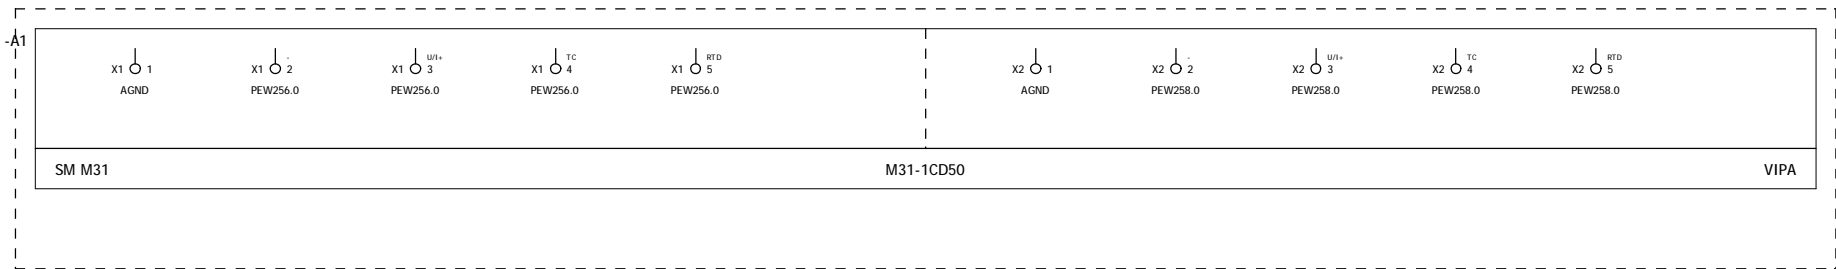 -A1
U/I+ TC RTD U/I+ TC RTD
X1 1 X1 - 2 X1 3 X1 4 X1 5 X2 1 X2 - 2 X2 3 X2 4 X2 5
AGND PEW256.0 PEW256.0 PEW256.0 PEW256.0 AGND PEW258.0 PEW258.0 PEW258.0 PEW258.0
SM M31 M31-1CD50 VIPA